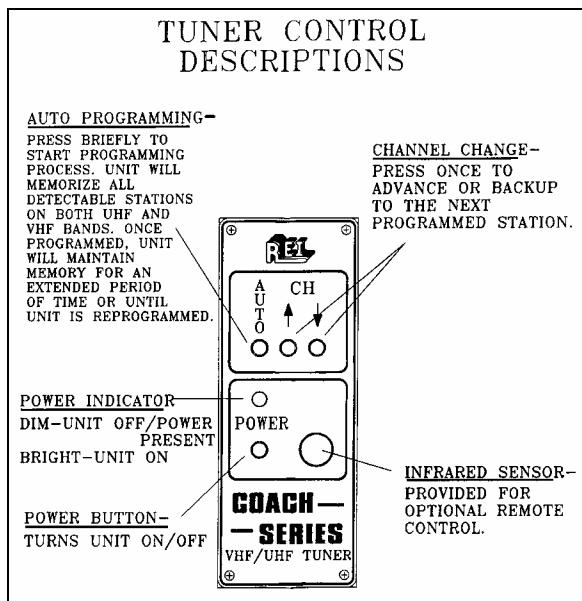 TUNER CONTROL
DESCRIPTIONS
AUTO PROGRAMMING-
PRESS BRIEFLY TO
START PROGRAMMING
PROCESS. UNIT WILL
MEMORIZE ALL
DETECTABLE STATIONS
ON BOTH UHF AND
VHF BANDS. ONCE
PROGRAMMED, UNIT
WILL MAINTAIN
MEMORY FOR AN
EXTENDED PERIOD
OF TIME OR UNTIL
UNIT IS REPROGRAMMED.
CHANNEL CHANGE-
PRESS ONCE TO
ADVANCE OR BACKUP
TO THE NEXT
PROGRAMMED STATION.
REI
AUTO
CH
POWER INDICATOR
DIM-UNIT OFF/POWER
PRESENT
BRIGHT-UNIT ON
POWER
POWER BUTTON-
TURNS UNIT ON/OFF
INFRARED SENSOR-
PROVIDED FOR
OPTIONAL REMOTE
CONTROL.
COACH-
-SERIES
VHF/UHF TUNER